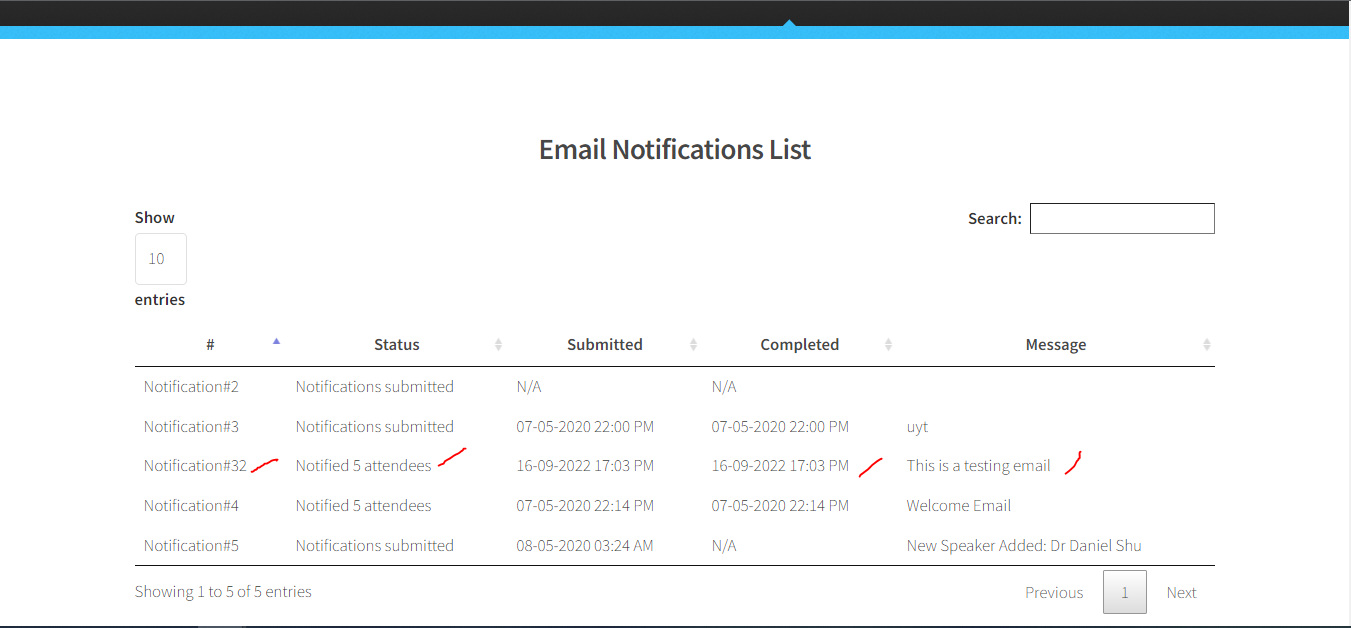 Email Notifications List
Show
Search:
10
entries
# Status Submitted Completed Message
Notification#2 Notifications submitted N/A N/A
Notification#3 Notifications submitted 07-05-2020 22:00 PM 07-05-2020 22:00 PM uyt
Notification#32 Notified 5 attendees 16-09-2022 17:03 PM 16-09-2022 17:03 PM This is a testing email
Notification#4 Notified 5 attendees 07-05-2020 22:14 PM 07-05-2020 22:14 PM Welcome Email
Notification#5 Notifications submitted 08-05-2020 03:24 AM N/A New Speaker Added: Dr Daniel Shu
Showing 1 to 5 of 5 entries Previous 1 Next